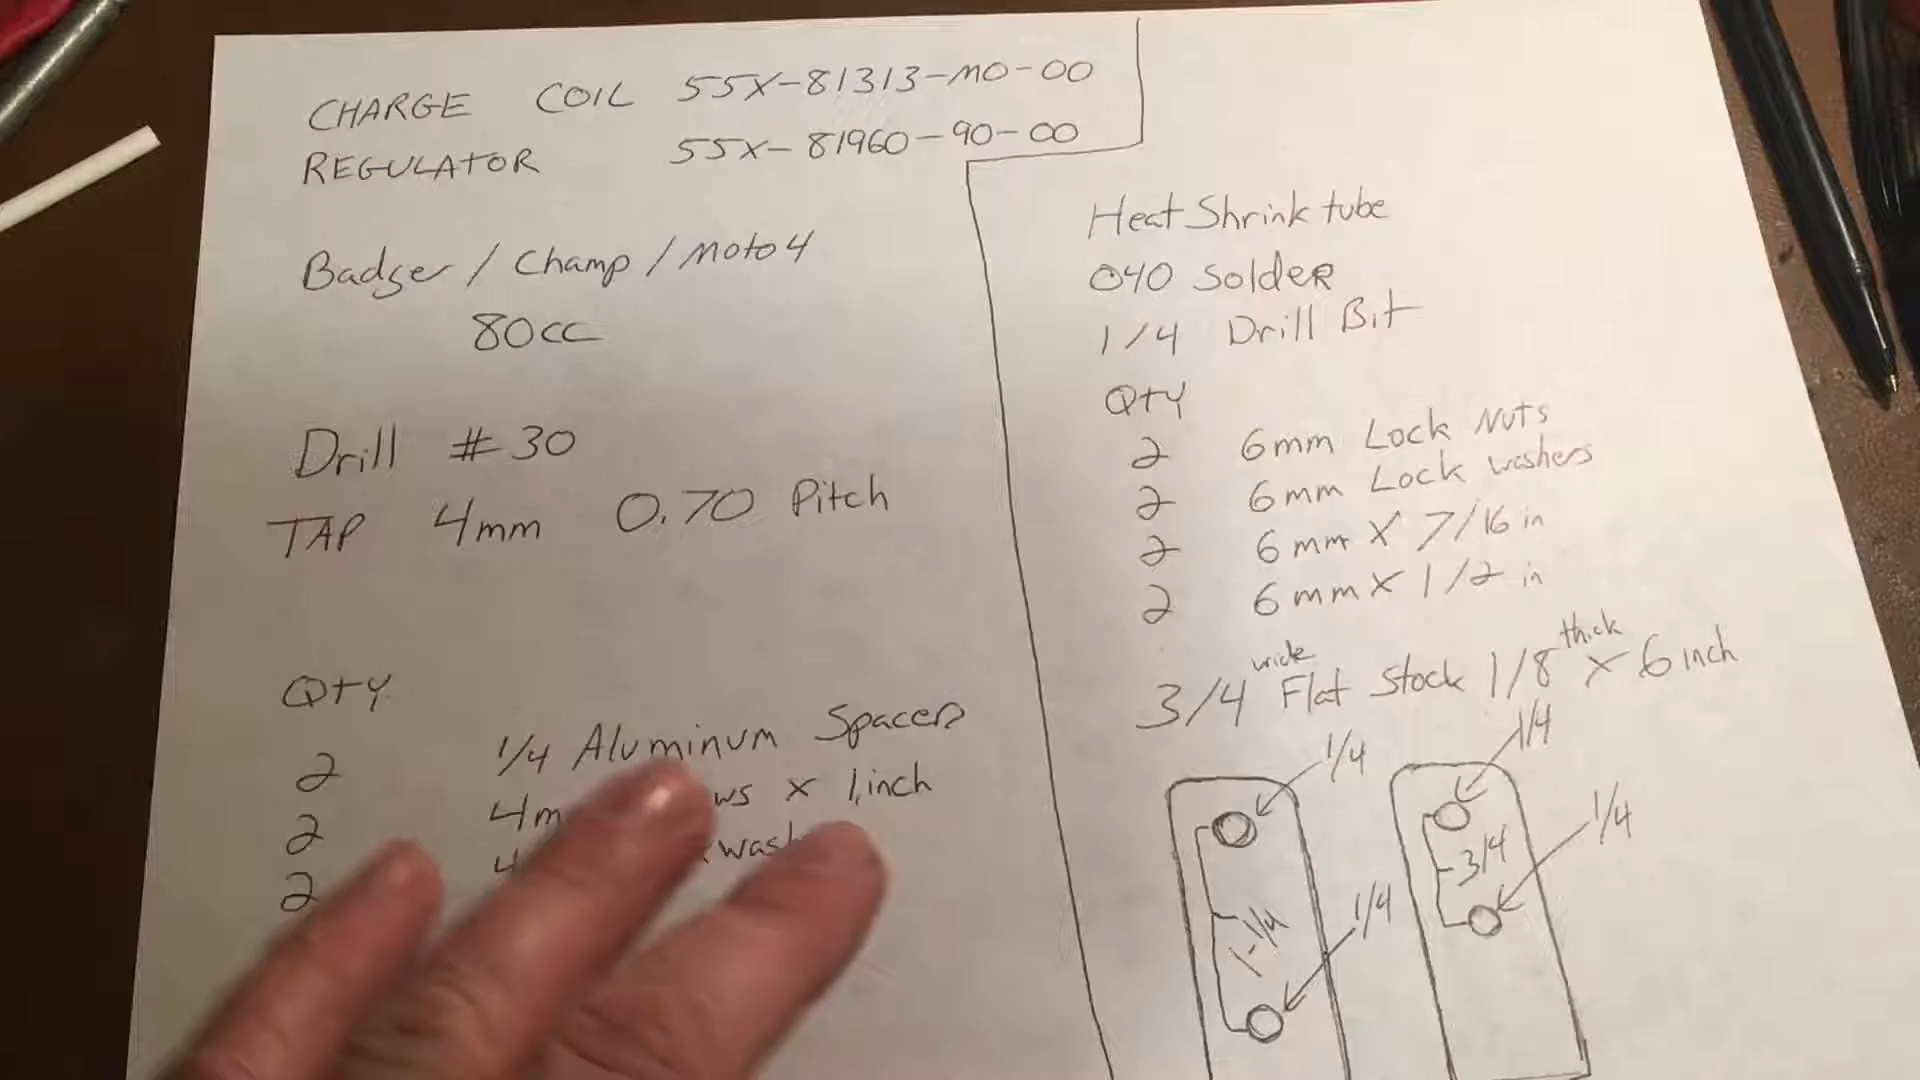 CHARGE COIL 55X-81313-M0-00
REGULATOR 55X-81960-90-00
Badger / Champ / Moto 4
80cc
Drill #30
TAP 4mm 0.70 Pitch
QTY
2 1/4 Aluminum Spacers
2 4m x 1 inch
2 4
Heat Shrink tube
040 Solder
1/4 Drill Bit
QTY
2 6mm Lock Nuts
2 6mm Lock washers
2 6mm X 7/16 in
2 6mm X 1/2 in
3/4 wide Flat Stock 1/8 thick x 6 inch
1/4
1/4
1-1/4
1/4
3/4
1/4